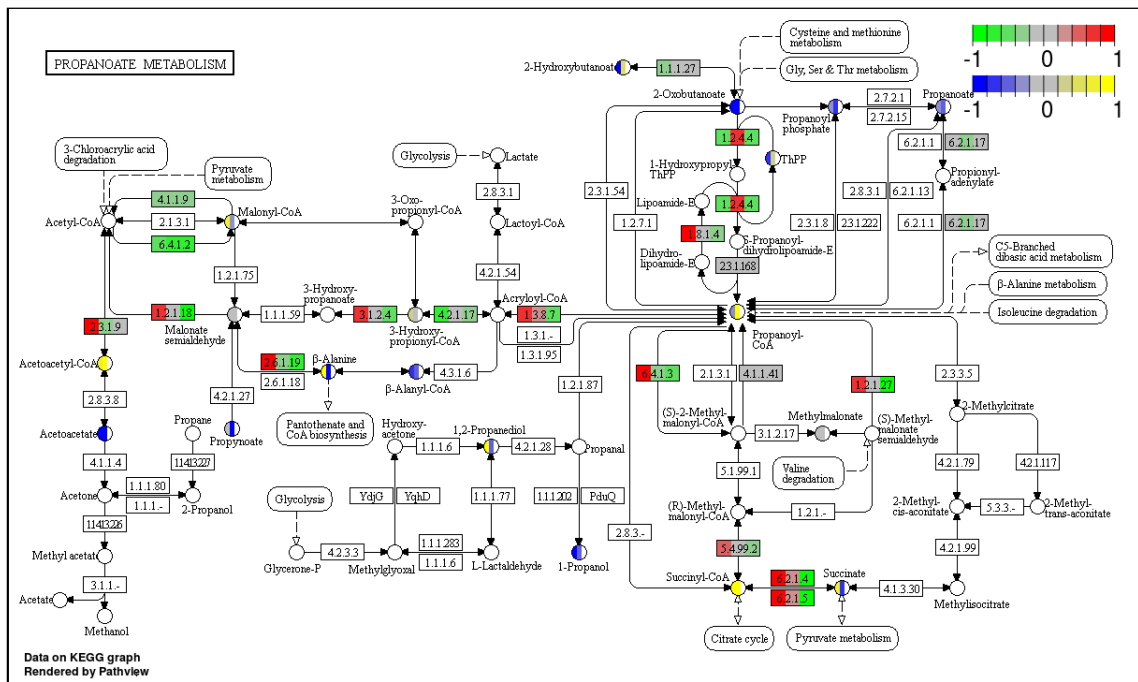 PROPANOATE METABOLISM
-1 0 1
-1 0 1
Cysteine and methionine
metabolism
Gly, Ser & Thr metabolism
2-Hydroxybutanoate
1.1.1.27
2-Oxobutanoate
Propanoyl
phosphate
2.7.2.1
2.7.2.15
Propanoate
6.2.1.1
6.2.1.17
Propionyl-
adenylate
6.2.1.1
6.2.1.17
1.2.4.4
ThPP
1-Hydroxypropyl-
ThPP
1.2.4.4
Lipoamide-E
1.8.1.4
Dihydro-
lipoamide-E
S-Propanoyl-
dihydrolipoamide-E
2.3.1.168
2.3.1.54
1.2.7.1
2.3.1.8
2.3.1.222
2.8.3.1
6.2.1.13
C5-Branched
dibasic acid metabolism
β-Alanine metabolism
Isoleucine degradation
Propanoyl-
CoA
3-Chloroacrylic acid
degradation
Pyruvate
metabolism
Glycolysis
Lactate
2.8.3.1
Lactoyl-CoA
4.2.1.54
Acryloyl-CoA
4.1.1.9
Acetyl-CoA
2.1.3.1
Malonyl-CoA
6.4.1.2
3-Oxo-
propionyl-CoA
1.2.1.75
1.2.1.18
Malonate
semialdehyde
1.1.1.59
3-Hydroxy-
propanoate
3.1.2.4
3-Hydroxy-
propionyl-CoA
4.2.1.17
1.3.8.7
1.3.1.-
1.3.1.95
2.3.1.9
Acetoacetyl-CoA
2.6.1.19
2.6.1.18
β-Alanine
β-Alanyl-CoA
4.3.1.6
Pantothenate and
CoA biosynthesis
2.8.3.8
4.2.1.27
Propynoate
Acetoacetate
Propane
1.14.13.227
4.1.1.4
Acetone
1.1.1.80
1.1.1.-
2-Propanol
1.14.13.226
Methyl acetat
3.1.1.-
Acetate
Methanol
Hydroxy-
acetone
1.1.1.6
1,2-Propanediol
4.2.1.28
Propanal
1.2.1.87
YdjG
YqhD
1.1.1.77
1.1.1.202
PduQ
Glycolysis
Glycerone-P
4.2.3.3
Methylglyoxal
1.1.1.283
1.1.1.6
L-Lactaldehyde
1-Propanol
6.4.1.3
2.1.3.1
4.1.1.41
1.2.1.27
2.3.3.5
(S)-2-Methyl-
malonyl-CoA
3.1.2.17
Methylmalonate
(S)-Methyl-
malonate
semialdehyde
Valine
degradation
5.1.99.1
(R)-Methyl-
malonyl-CoA
1.2.1.-
2.8.3.-
5.4.99.2
Succinyl-CoA
6.2.1.4
6.2.1.5
Succinate
4.1.3.30
Methylisocitrate
Citrate cycle
Pyruvate metabolism
2-Methylcitrate
4.2.1.79
4.2.1.117
2-Methyl-
cis-aconitate
5.3.3.-
2-Methyl-
trans-aconitate
4.2.1.99
Data on KEGG graph
Rendered by Pathview